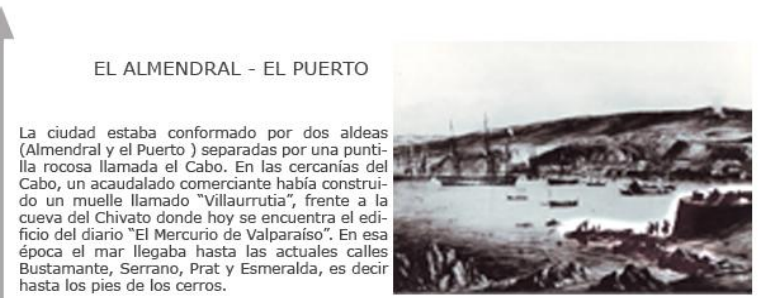 EL ALMENDRAL - EL PUERTO
La ciudad estaba conformado por dos aldeas
(Almendral y el Puerto ) separadas por una punti-
lla rocosa llamada el Cabo. En las cercanías del
Cabo, un acaudalado comerciante había construi-
do un muelle llamado "Villaurrutia", frente a la
cueva del Chivato donde hoy se encuentra el edi-
ficio del diario "El Mercurio de Valparaíso". En esa
época el mar llegaba hasta las actuales calles
Bustamante, Serrano, Prat y Esmeralda, es decir
hasta los pies de los cerros.